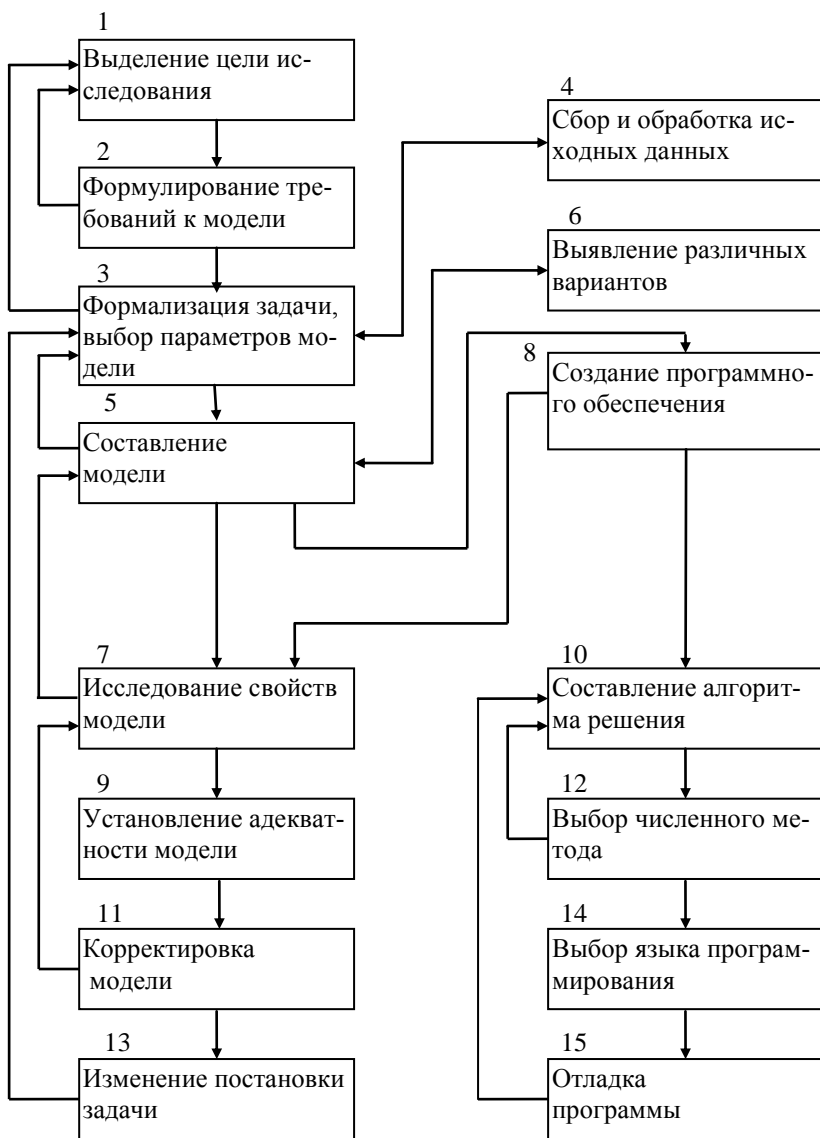 1
Выделение цели ис-
следования
2
Формулирование тре-
бований к модели
3
Формализация задачи,
выбор параметров мо-
дели
4
Сбор и обработка ис-
ходных данных
5
Составление
модели
6
Выявление различных
вариантов
7
Исследование свойств
модели
8
Создание программно-
го обеспечения
9
Установление адекват-
ности модели
10
Составление алгорит-
ма решения
11
Корректировка
модели
12
Выбор численного ме-
тода
13
Изменение постановки
задачи
14
Выбор языка програм-
мирования
15
Отладка
программы